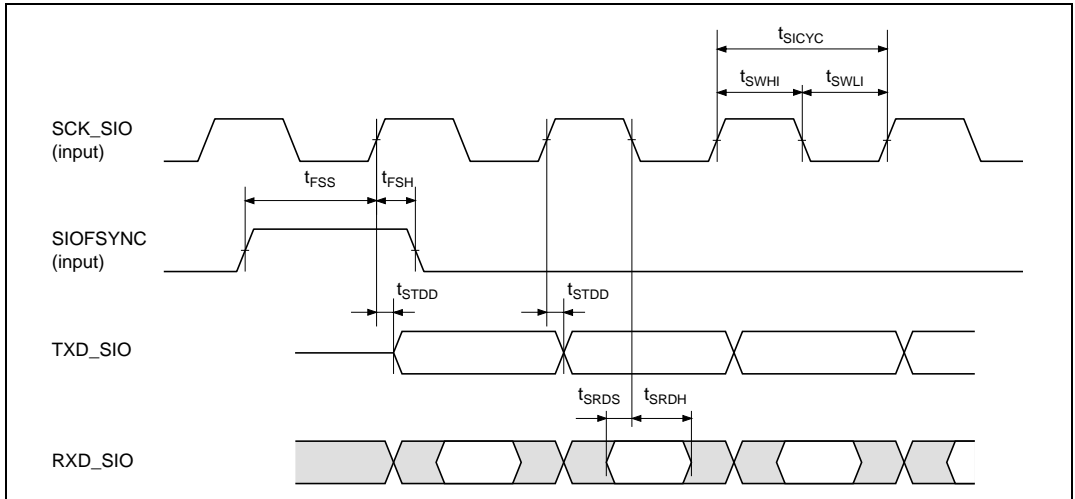 tSICYC
tSWHI tSWLI
SCK_SIO
(input)
tFSS tFSH
SIOFSYNC
(input)
tSTDD tSTDD
TXD_SIO
tSRDS tSRDH
RXD_SIO